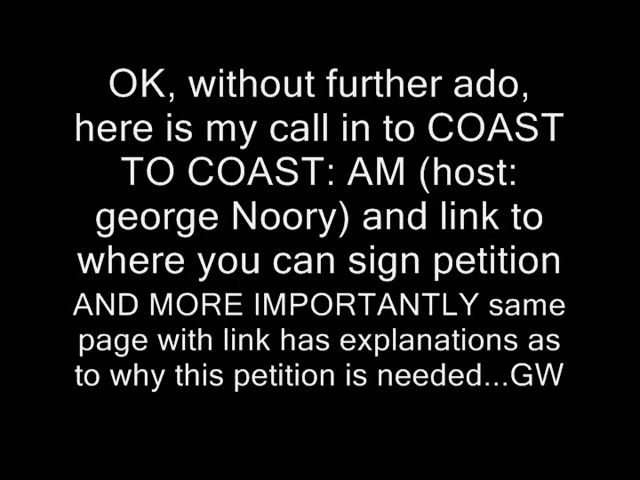 OK, without further ado,
here is my call in to COAST
TO COAST: AM (host:
george Noory) and link to
where you can sign petition
AND MORE IMPORTANTLY same
page with link has explanations as
to why this petition is needed...GW